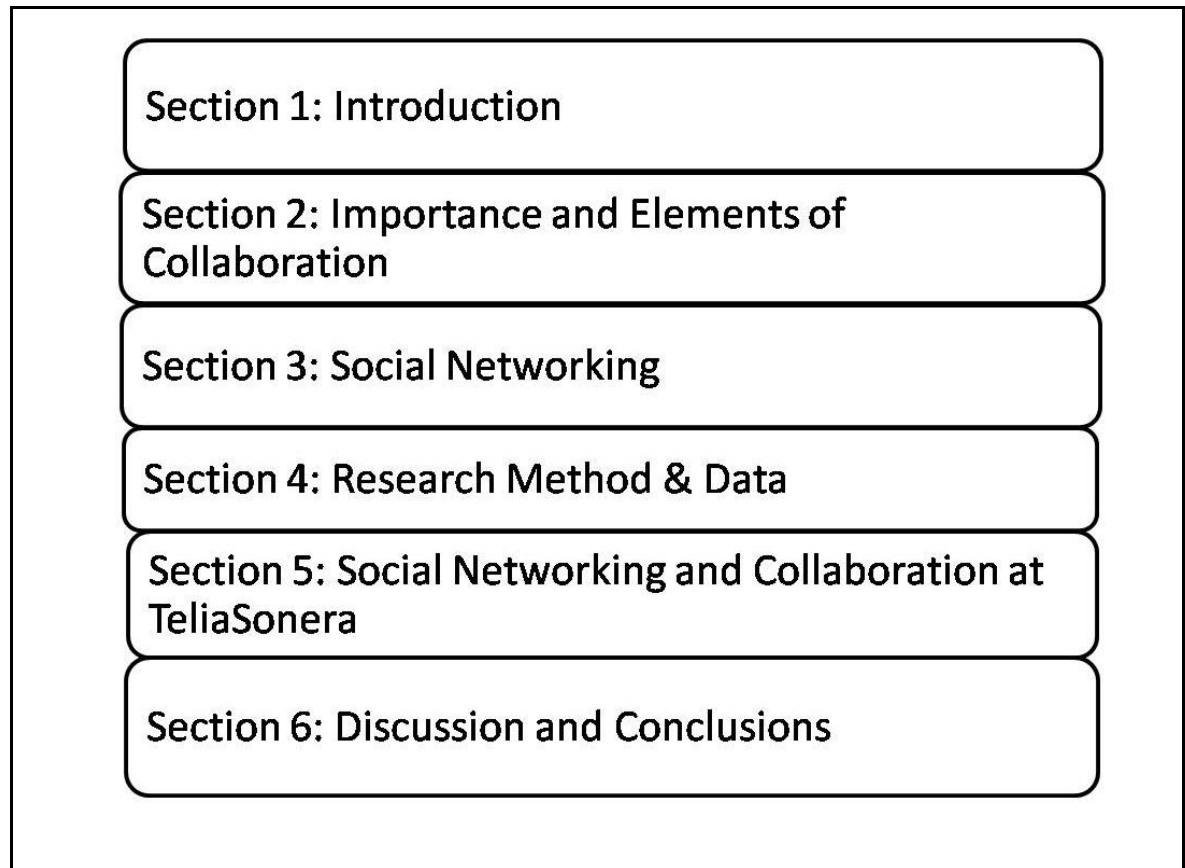 Section 1: Introduction
Section 2: Importance and Elements of
Collaboration
Section 3: Social Networking
Section 4: Research Method & Data
Section 5: Social Networking and Collaboration at
TeliaSonera
Section 6: Discussion and Conclusions